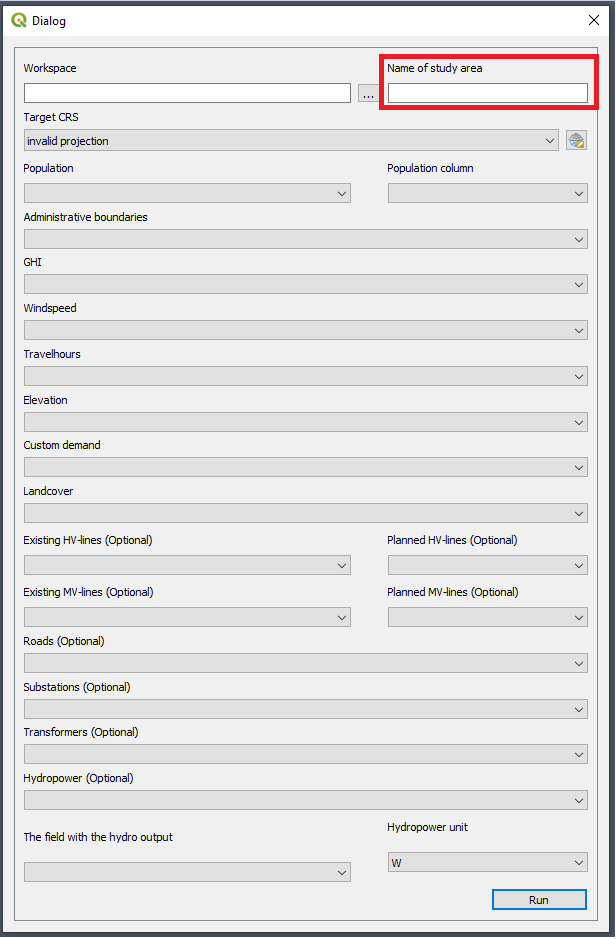 Dialog
Workspace
Name of study area
...
Target CRS
invalid projection
Population
Population column
Administrative boundaries
GHI
Windspeed
Travelhours
Elevation
Custom demand
Landcover
Existing HV-lines (Optional)
Planned HV-lines (Optional)
Existing MV-lines (Optional)
Planned MV-lines (Optional)
Roads (Optional)
Substations (Optional)
Transformers (Optional)
Hydropower (Optional)
The field with the hydro output
Hydropower unit
W
Run